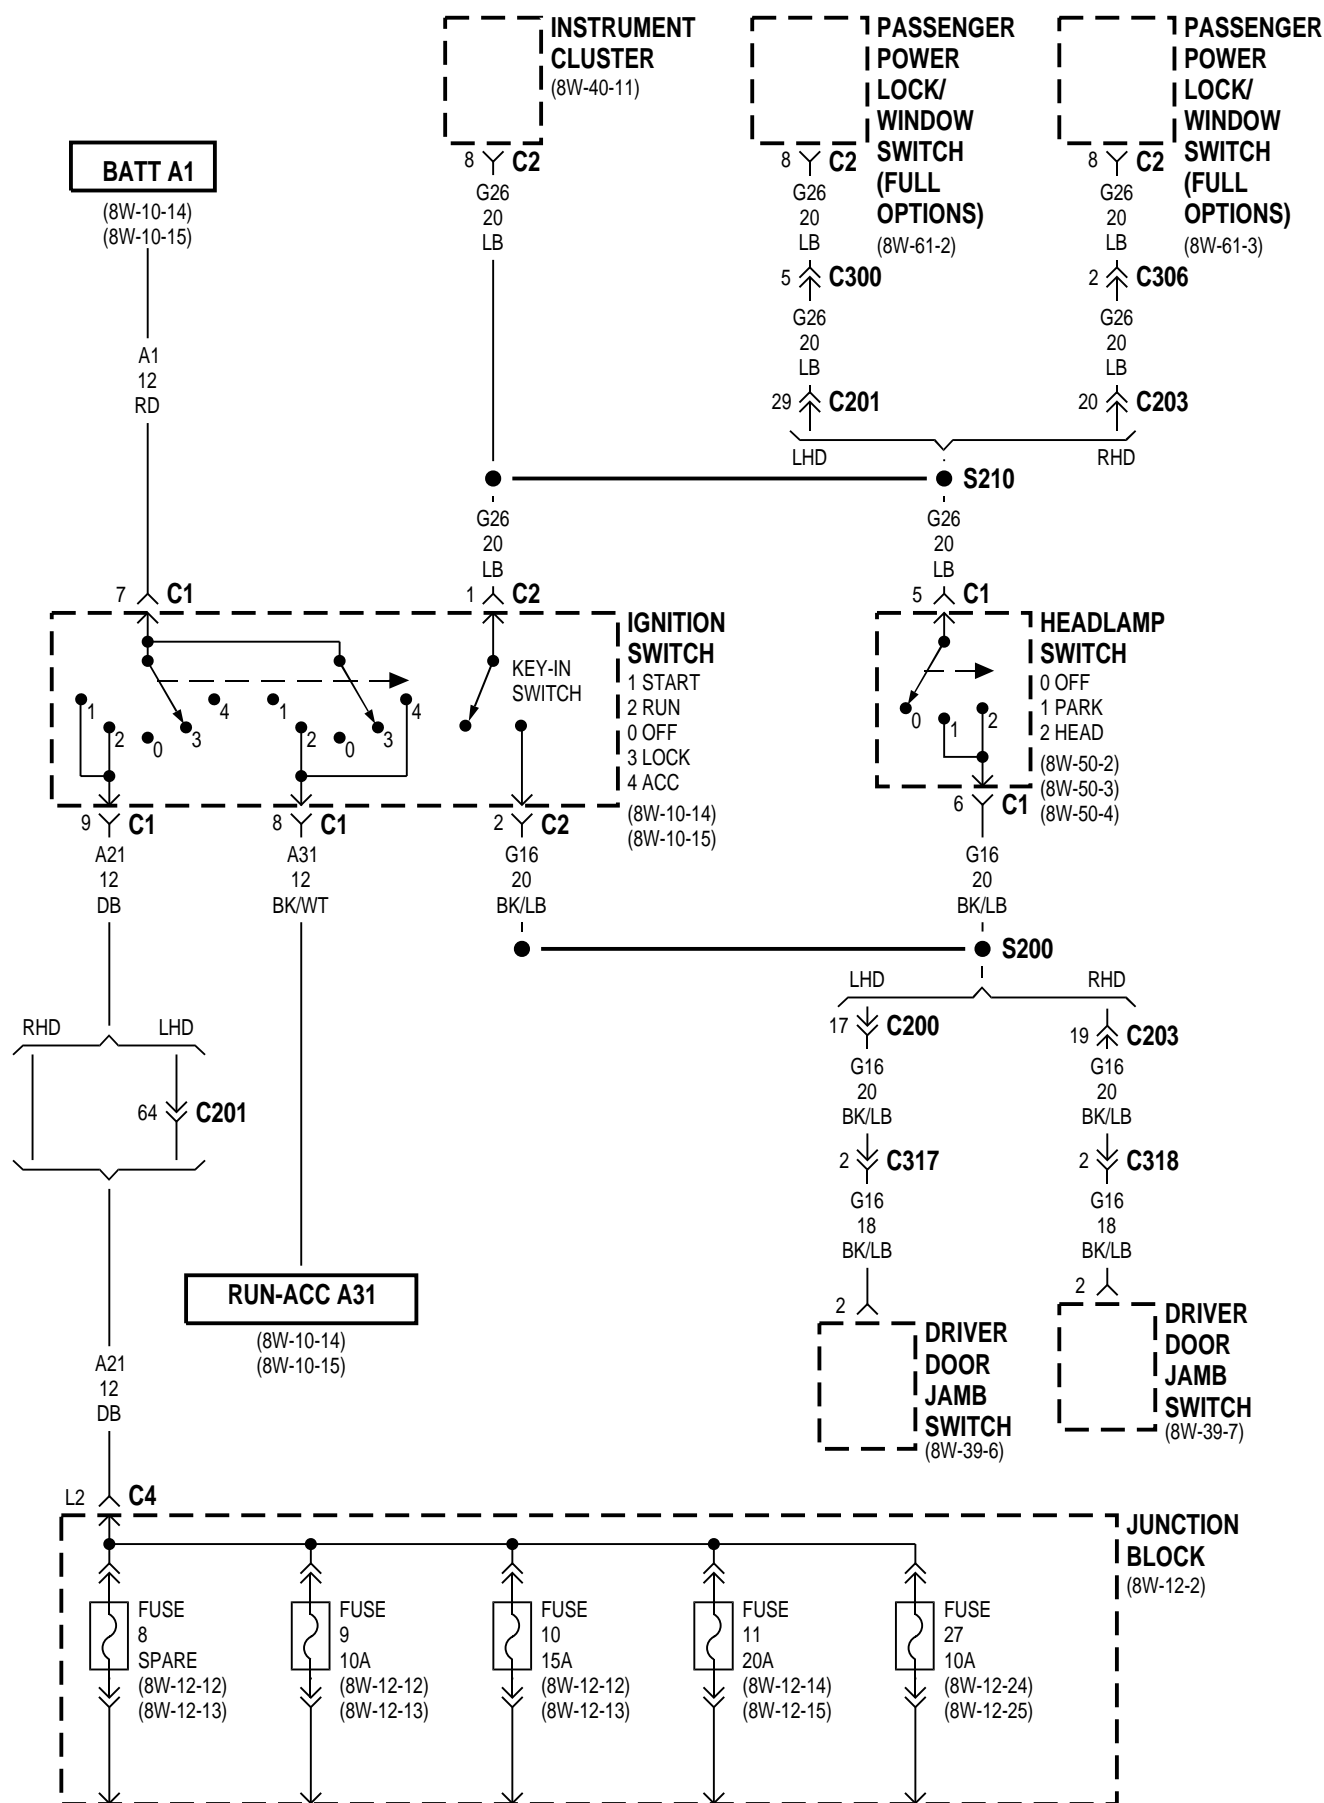 INSTRUMENT
CLUSTER
(8W-40-11)
8 C2
G26
20
LB
PASSENGER
POWER
LOCK/
WINDOW
SWITCH
(FULL
OPTIONS)
(8W-61-2)
8 C2
G26
20
LB
5 C300
G26
20
LB
29 C201
LHD
PASSENGER
POWER
LOCK/
WINDOW
SWITCH
(FULL
OPTIONS)
(8W-61-3)
8 C2
G26
20
LB
2 C306
G26
20
LB
20 C203
RHD
BATT A1
(8W-10-14)
(8W-10-15)
A1
12
RD
7 C1
S210
G26
20
LB
1 C2
G26
20
LB
5 C1
IGNITION
SWITCH
1 START
2 RUN
0 OFF
3 LOCK
4 ACC
(8W-10-14)
(8W-10-15)
KEY-IN
SWITCH
1
2
0
3
4
1
2
0
3
4
HEADLAMP
SWITCH
0 OFF
1 PARK
2 HEAD
(8W-50-2)
(8W-50-3)
(8W-50-4)
0
1
2
9 C1
A21
12
DB
8 C1
A31
12
BK/WT
2 C2
G16
20
BK/LB
6 C1
G16
20
BK/LB
S200
RHD LHD
64 C201
LHD RHD
17 C200
G16
20
BK/LB
2 C317
G16
18
BK/LB
2
DRIVER
DOOR
JAMB
SWITCH
(8W-39-6)
19 C203
G16
20
BK/LB
2 C318
G16
18
BK/LB
2
DRIVER
DOOR
JAMB
SWITCH
(8W-39-7)
RUN-ACC A31
(8W-10-14)
(8W-10-15)
A21
12
DB
L2 C4
JUNCTION
BLOCK
(8W-12-2)
FUSE
8
SPARE
(8W-12-12)
(8W-12-13)
FUSE
9
10A
(8W-12-12)
(8W-12-13)
FUSE
10
15A
(8W-12-12)
(8W-12-13)
FUSE
11
20A
(8W-12-14)
(8W-12-15)
FUSE
27
10A
(8W-12-24)
(8W-12-25)